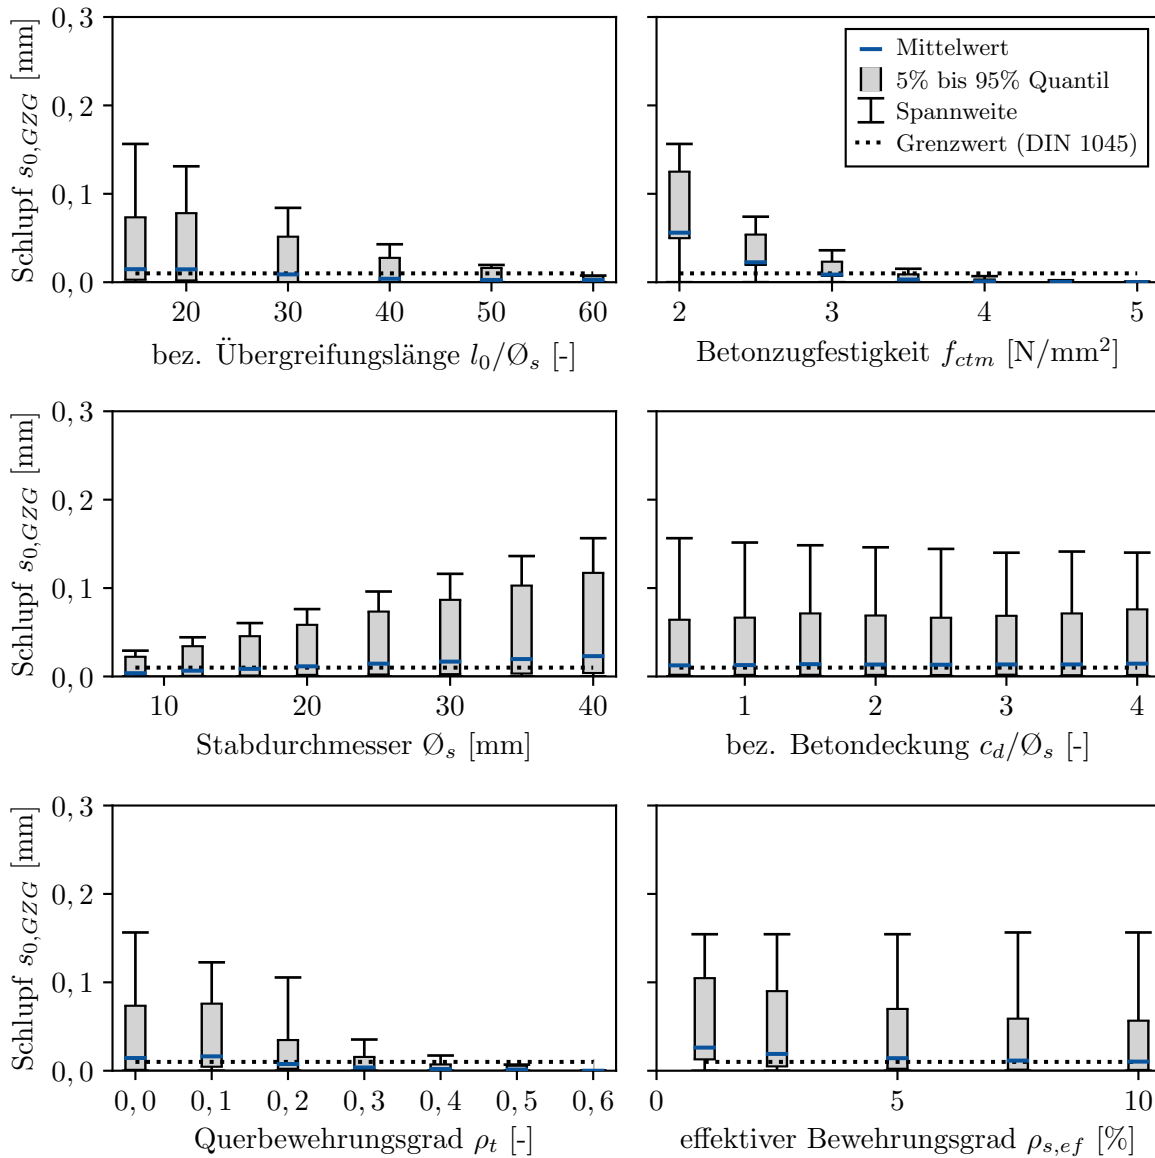 Schlupf s₀,GZG [mm]
0,3
0,2
0,1
0,0
20 30 40 50 60
bez. Übergreifungslänge l₀/Øₛ [-]
Mittelwert
5% bis 95% Quantil
Spannweite
Grenzwert (DIN 1045)
2 3 4 5
Betonzugfestigkeit f_ctm [N/mm²]
Schlupf s₀,GZG [mm]
0,3
0,2
0,1
0,0
10 20 30 40
Stabdurchmesser Øₛ [mm]
1 2 3 4
bez. Betondeckung c_d/Øₛ [-]
Schlupf s₀,GZG [mm]
0,3
0,2
0,1
0,0
0,0 0,1 0,2 0,3 0,4 0,5 0,6
Querbewehrungsgrad ρₜ [-]
0 5 10
effektiver Bewehrungsgrad ρ_s,ef [%]